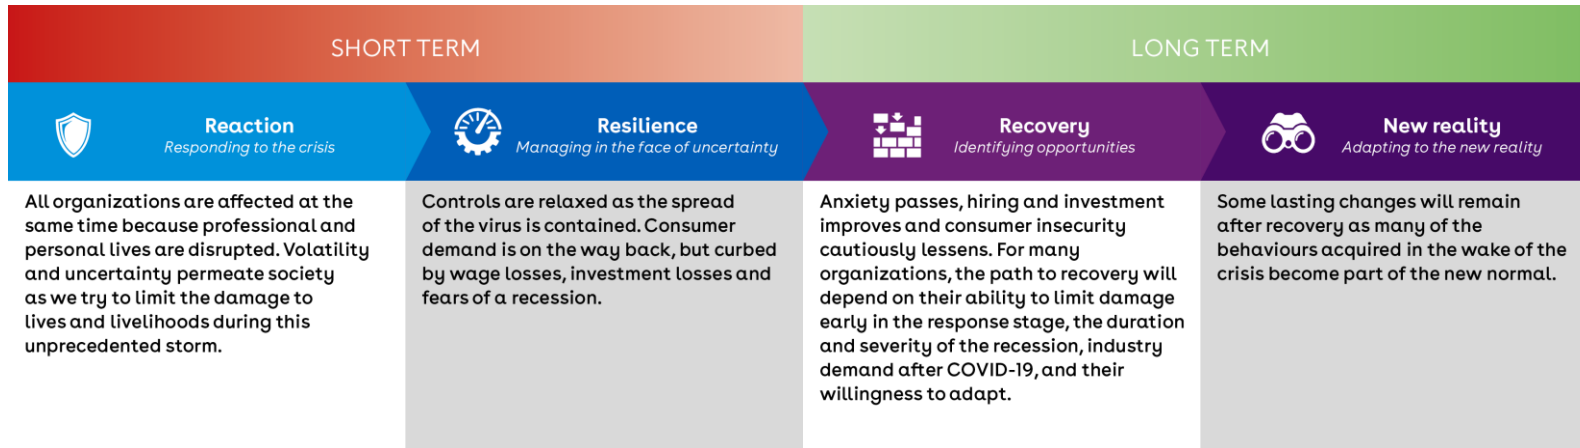 SHORT TERM
LONG TERM
Reaction
Responding to the crisis
Resilience
Managing in the face of uncertainty
Recovery
Identifying opportunities
New reality
Adapting to the new reality
All organizations are affected at the
same time because professional and
personal lives are disrupted. Volatility
and uncertainty permeate society
as we try to limit the damage to
lives and livelihoods during this
unprecedented storm.
Controls are relaxed as the spread
of the virus is contained. Consumer
demand is on the way back, but curbed
by wage losses, investment losses and
fears of a recession.
Anxiety passes, hiring and investment
improves and consumer insecurity
cautiously lessens. For many
organizations, the path to recovery will
depend on their ability to limit damage
early in the response stage, the duration
and severity of the recession, industry
demand after COVID-19, and their
willingness to adapt.
Some lasting changes will remain
after recovery as many of the
behaviours acquired in the wake of the
crisis become part of the new normal.